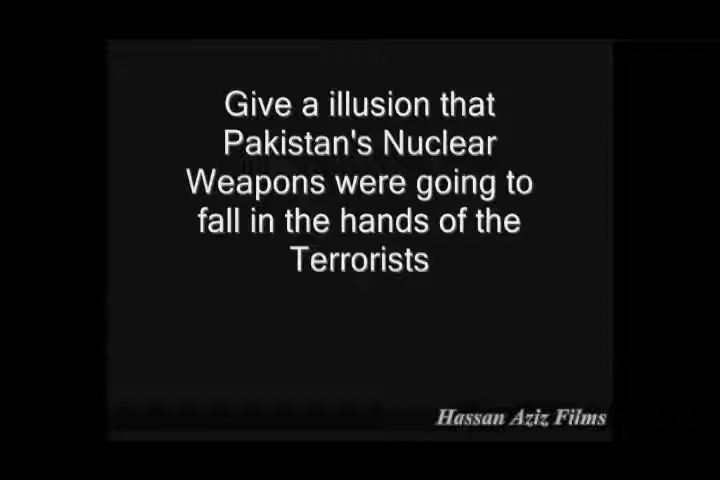 Give a illusion that
Pakistan's Nuclear
Weapons were going to
fall in the hands of the
Terrorists
Hassan Aziz Films